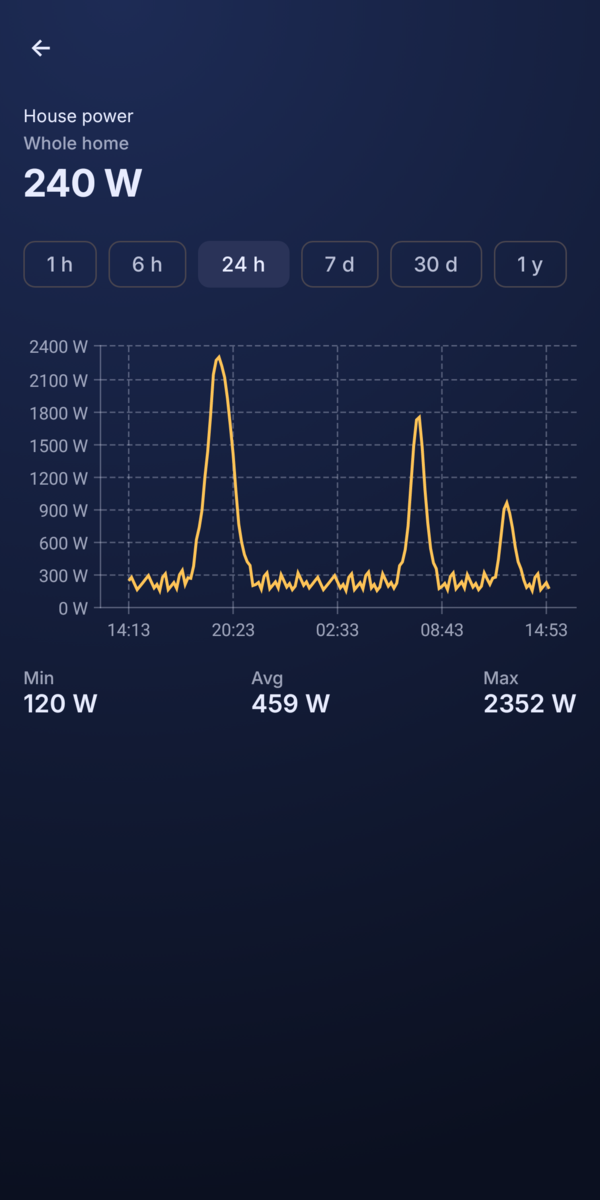 House power
Whole home
240 W
1 h 6 h 24 h 7 d 30 d 1 y
2400 W
2100 W
1800 W
1500 W
1200 W
900 W
600 W
300 W
0 W
14:13 20:23 02:33 08:43 14:53
Min Avg Max
120 W 459 W 2352 W